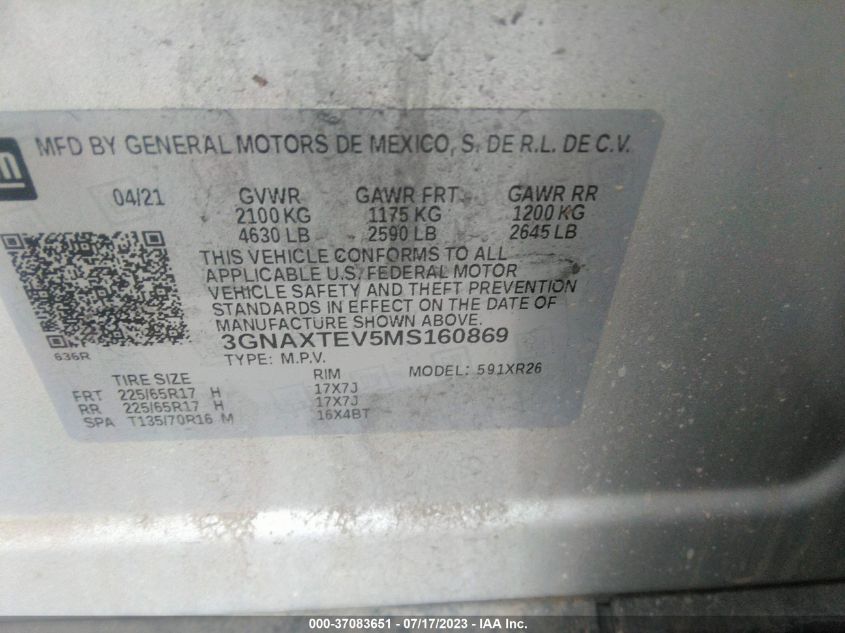 gm
MFD BY GENERAL MOTORS DE MEXICO, S. DE R.L. DE C.V.
04/21 GVWR GAWR FRT GAWR RR
2100 KG 1175 KG 1200 KG
4630 LB 2590 LB 2645 LB
THIS VEHICLE CONFORMS TO ALL
APPLICABLE U.S. FEDERAL MOTOR
VEHICLE SAFETY AND THEFT PREVENTION
STANDARDS IN EFFECT ON THE DATE OF
MANUFACTURE SHOWN ABOVE.
3GNAXTEV5MS160869
636R
TYPE: M.P.V. MODEL: 591XR26
TIRE SIZE RIM
FRT 225/65R17 H 17X7J
RR 225/65R17 H 17X7J
SPA T135/70R16 M 16X4BT
000-37083651 - 07/17/2023 - IAA Inc.